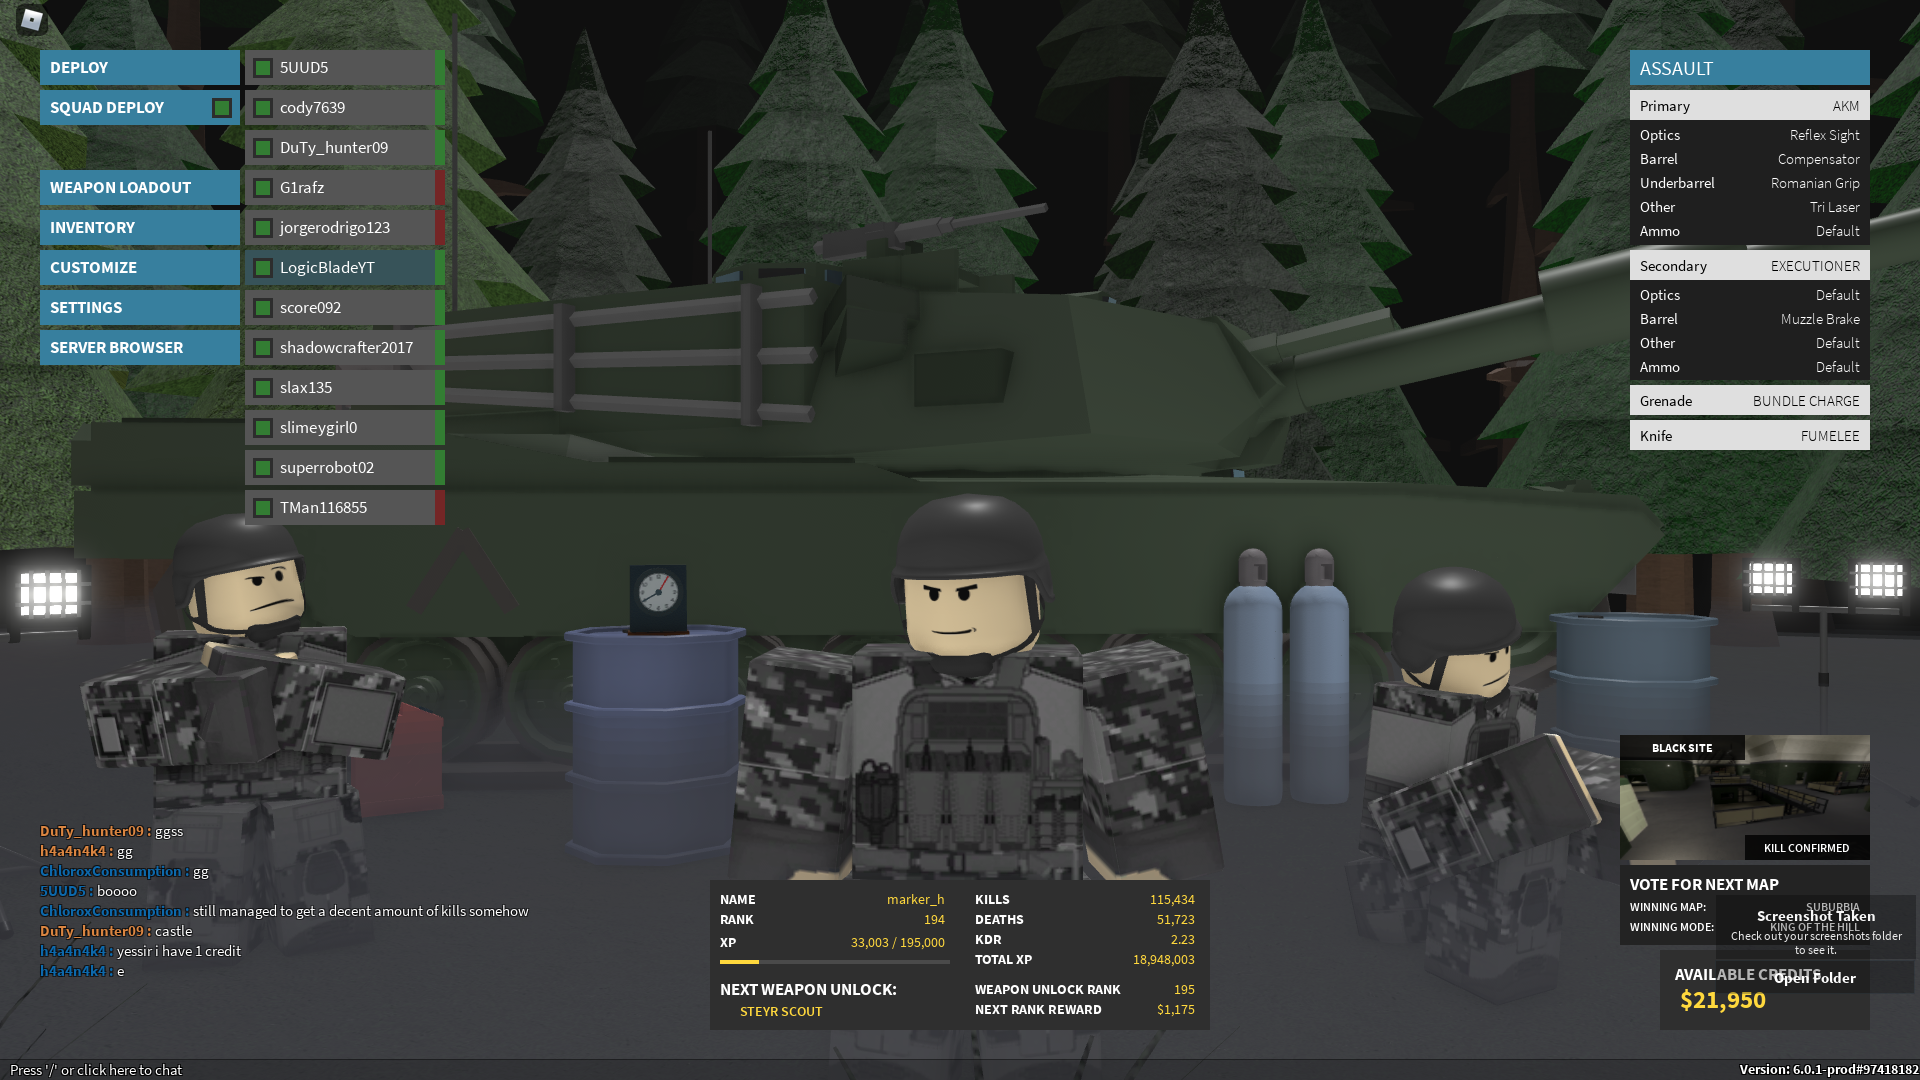 DEPLOY
SQUAD DEPLOY
WEAPON LOADOUT
INVENTORY
CUSTOMIZE
SETTINGS
SERVER BROWSER
5UUD5
cody7639
DuTy_hunter09
G1rafz
jorgerodrigo123
LogicBladeYT
score092
shadowcrafter2017
slax135
slimeygirl0
superrobot02
TMan116855
ASSAULT
Primary AKM
Optics Reflex Sight
Barrel Compensator
Underbarrel Romanian Grip
Other Tri Laser
Ammo Default
Secondary EXECUTIONER
Optics Default
Barrel Muzzle Brake
Other Default
Ammo Default
Grenade BUNDLE CHARGE
Knife FUMELEE
DuTy_hunter09 : ggss
h4a4n4k4 : gg
ChloroxConsumption : gg
5UUD5 : boooo
ChloroxConsumption : still managed to get a decent amount of kills somehow
DuTy_hunter09 : castle
h4a4n4k4 : yessir i have 1 credit
h4a4n4k4 : e
NAME marker_h
RANK 194
XP 33,003 / 195,000
NEXT WEAPON UNLOCK:
STEYR SCOUT
KILLS 115,434
DEATHS 51,723
KDR 2.23
TOTAL XP 18,948,003
WEAPON UNLOCK RANK 195
NEXT RANK REWARD $1,175
BLACK SITE
KILL CONFIRMED
VOTE FOR NEXT MAP
WINNING MAP: SUBURBIA
WINNING MODE: KING OF THE HILL
Screenshot Taken
Check out your screenshots folder
to see it.
Open Folder
AVAILABLE CREDITS
$21,950
Press '/' or click here to chat
Version: 6.0.1-prod#97418182